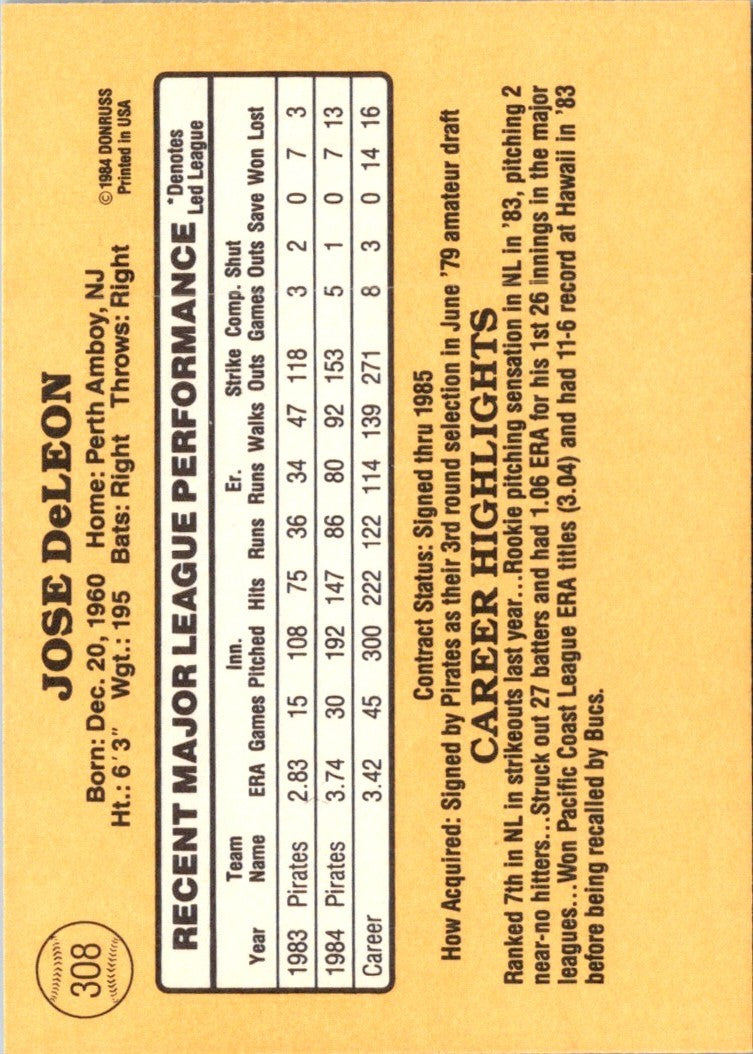 308
JOSE DeLEON
©1984 DONRUSS
Printed in USA
Born: Dec. 20, 1960 Home: Perth Amboy, NJ
Ht.: 6'3" Wgt.: 195 Bats: Right Throws: Right
RECENT MAJOR LEAGUE PERFORMANCE
*Denotes
Led League
Team Inn. Er. Strike Comp. Shut
Year Name ERA Games Pitched Hits Runs Runs Walks Outs Games Outs Save Won Lost
1983 Pirates 2.83 15 108 75 36 34 47 118 3 2 0 7 3
1984 Pirates 3.74 30 192 147 86 80 92 153 5 1 0 7 13
Career 3.42 45 300 222 122 114 139 271 8 3 0 14 16
Contract Status: Signed thru 1985
How Acquired: Signed by Pirates as their 3rd round selection in June '79 amateur draft
CAREER HIGHLIGHTS
Ranked 7th in NL in strikeouts last year...Rookie pitching sensation in NL in '83, pitching 2
near-no hitters...Struck out 27 batters and had 1.06 ERA for his 1st 26 innings in the major
leagues...Won Pacific Coast League ERA titles (3.04) and had 11-6 record at Hawaii in '83
before being recalled by Bucs.